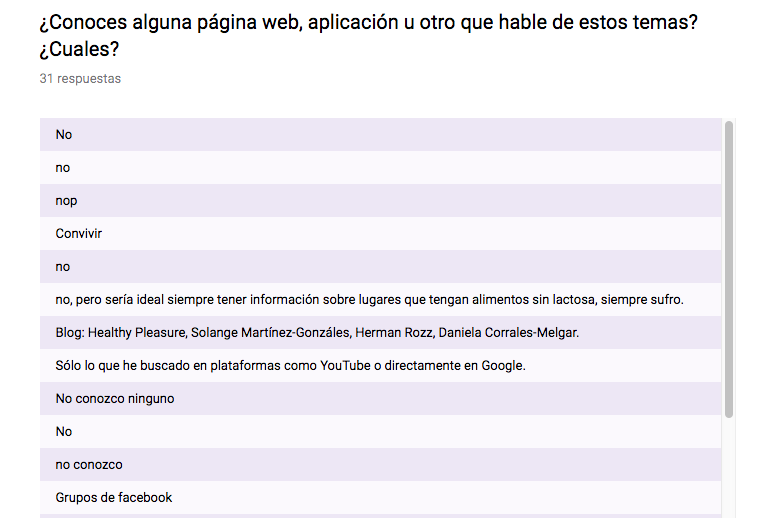 ¿Conoces alguna página web, aplicación u otro que hable de estos temas?
¿Cuales?
31 respuestas
No
no
nop
Convivir
no
no, pero sería ideal siempre tener información sobre lugares que tengan alimentos sin lactosa, siempre sufro.
Blog: Healthy Pleasure, Solange Martínez-Gonzáles, Herman Rozz, Daniela Corrales-Melgar.
Sólo lo que he buscado en plataformas como YouTube o directamente en Google.
No conozco ninguno
No
no conozco
Grupos de facebook